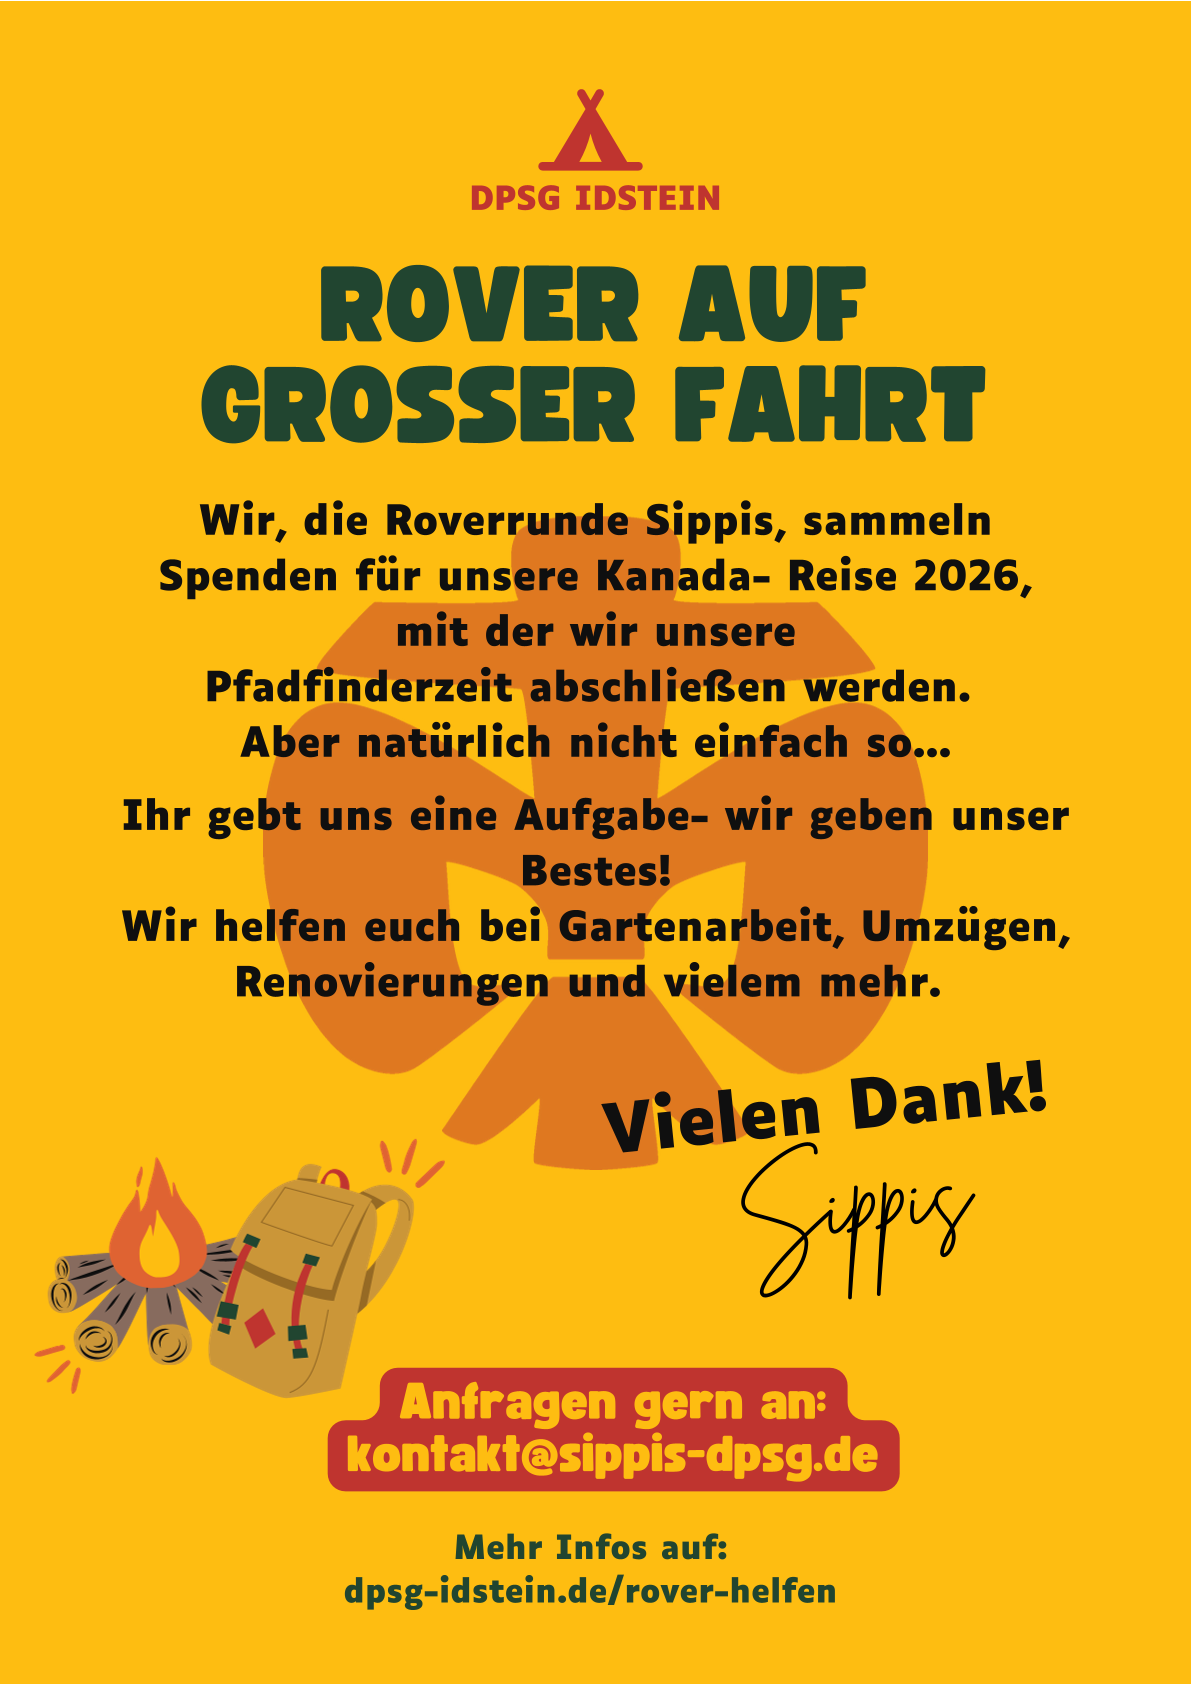 DPSG IDSTEIN
ROVER AUF
GROSSER FAHRT
Wir, die Roverrunde Sippis, sammeln
Spenden für unsere Kanada- Reise 2026,
mit der wir unsere
Pfadfinderzeit abschließen werden.
Aber natürlich nicht einfach so...
Ihr gebt uns eine Aufgabe- wir geben unser
Bestes!
Wir helfen euch bei Gartenarbeit, Umzügen,
Renovierungen und vielem mehr.
Vielen Dank!
Sippis
Anfragen gern an:
kontakt@sippis-dpsg.de
Mehr Infos auf:
dpsg-idstein.de/rover-helfen